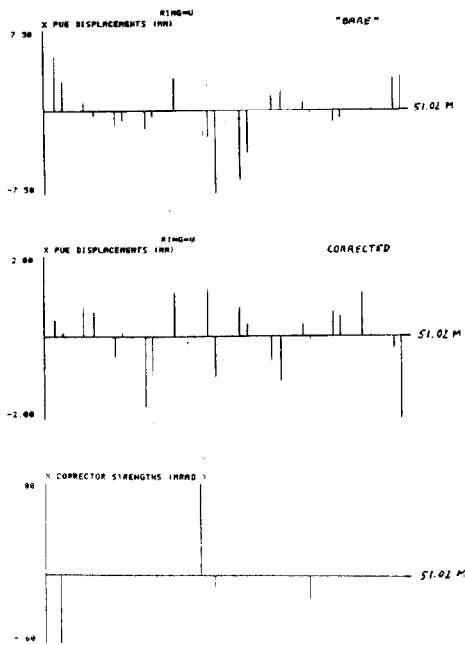 RING=U
X PUE DISPLACEMENTS (MM)
7.50
"BARE"
51.02 M
-7.50
RING=U
X PUE DISPLACEMENTS (MM)
2.00
CORRECTED
51.02 M
-2.00
X CORRECTOR STRENGTHS (MRAD )
51.02 M